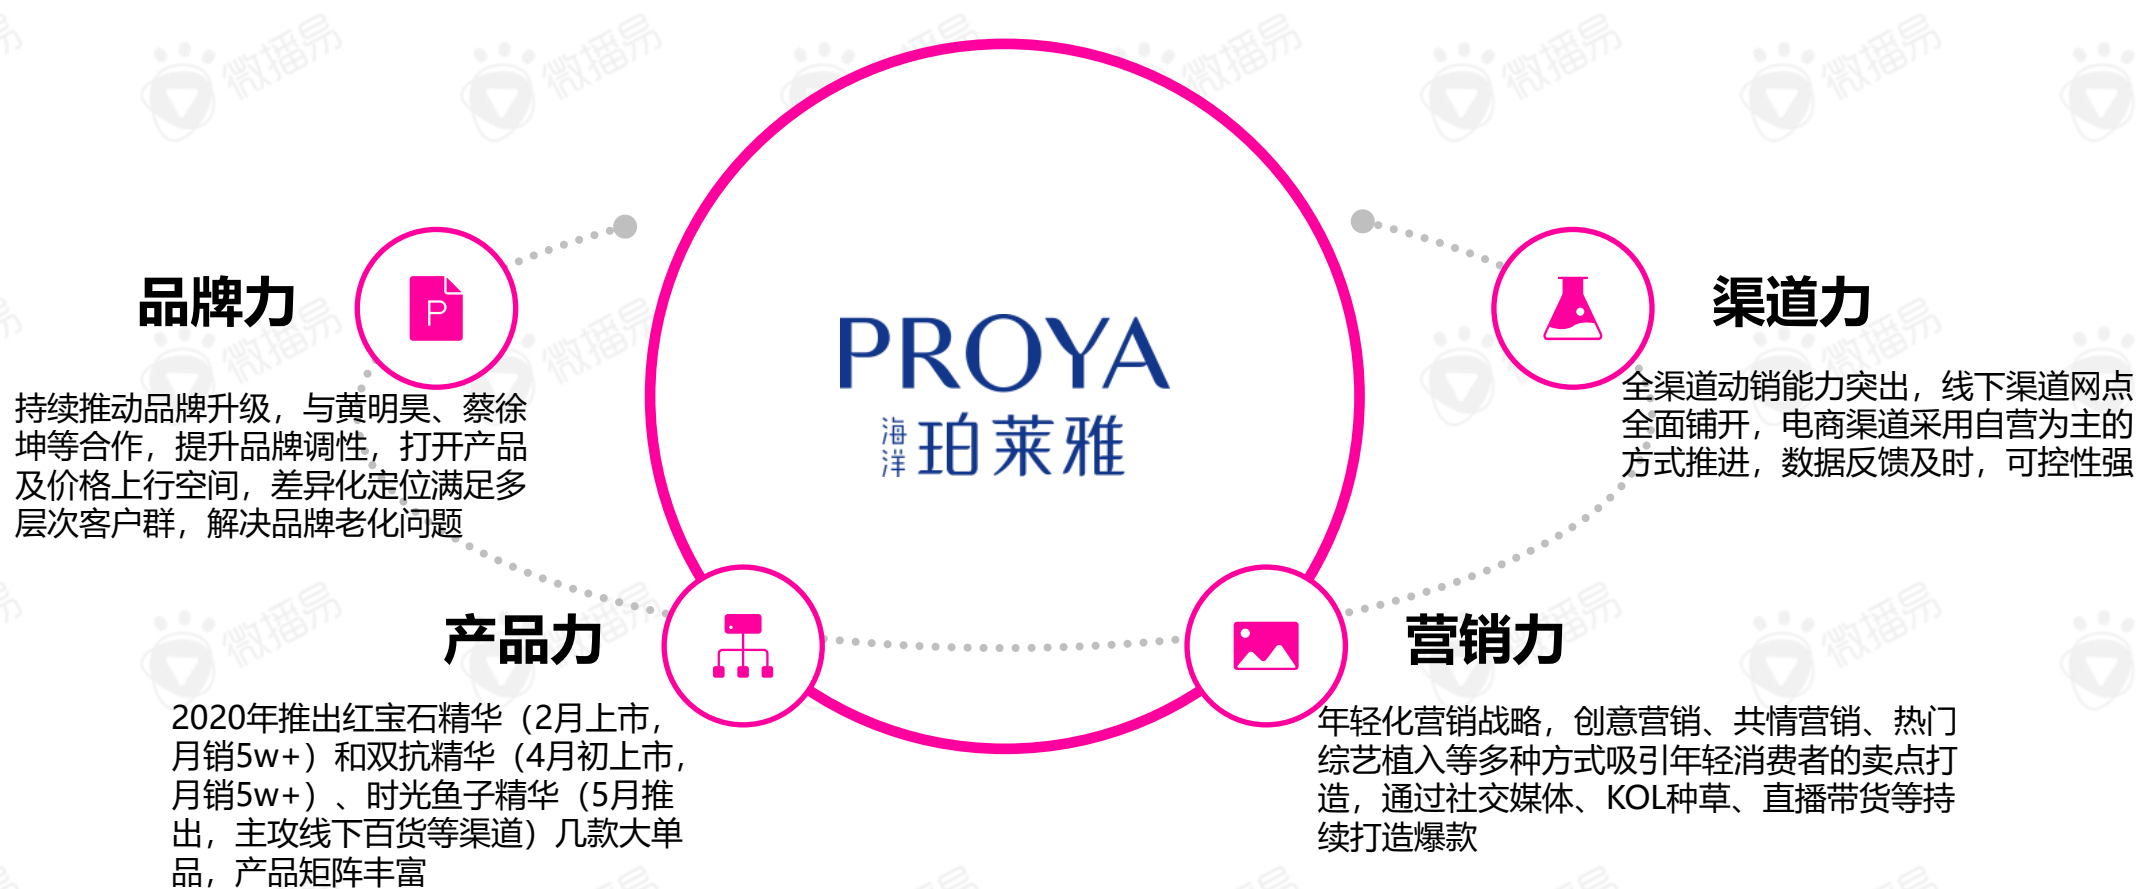 PROYA
海洋
珀莱雅
品牌力
持续推动品牌升级，与黄明昊、蔡徐
坤等合作，提升品牌调性，打开产品
及价格上行空间，差异化定位满足多
层次客户群，解决品牌老化问题
渠道力
全渠道动销能力突出，线下渠道网点
全面铺开，电商渠道采用自营为主的
方式推进，数据反馈及时，可控性强
产品力
2020年推出红宝石精华（2月上市，
月销5w+）和双抗精华（4月初上市，
月销5w+）、时光鱼子精华（5月推
出，主攻线下百货等渠道）几款大单
品，产品矩阵丰富
营销力
年轻化营销战略，创意营销、共情营销、热门
综艺植入等多种方式吸引年轻消费者的卖点打
造，通过社交媒体、KOL种草、直播带货等持
续打造爆款
P
微播易